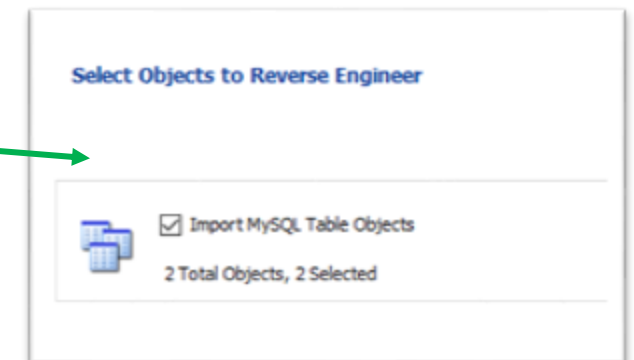 Select Objects to Reverse Engineer
Import MySQL Table Objects
2 Total Objects, 2 Selected